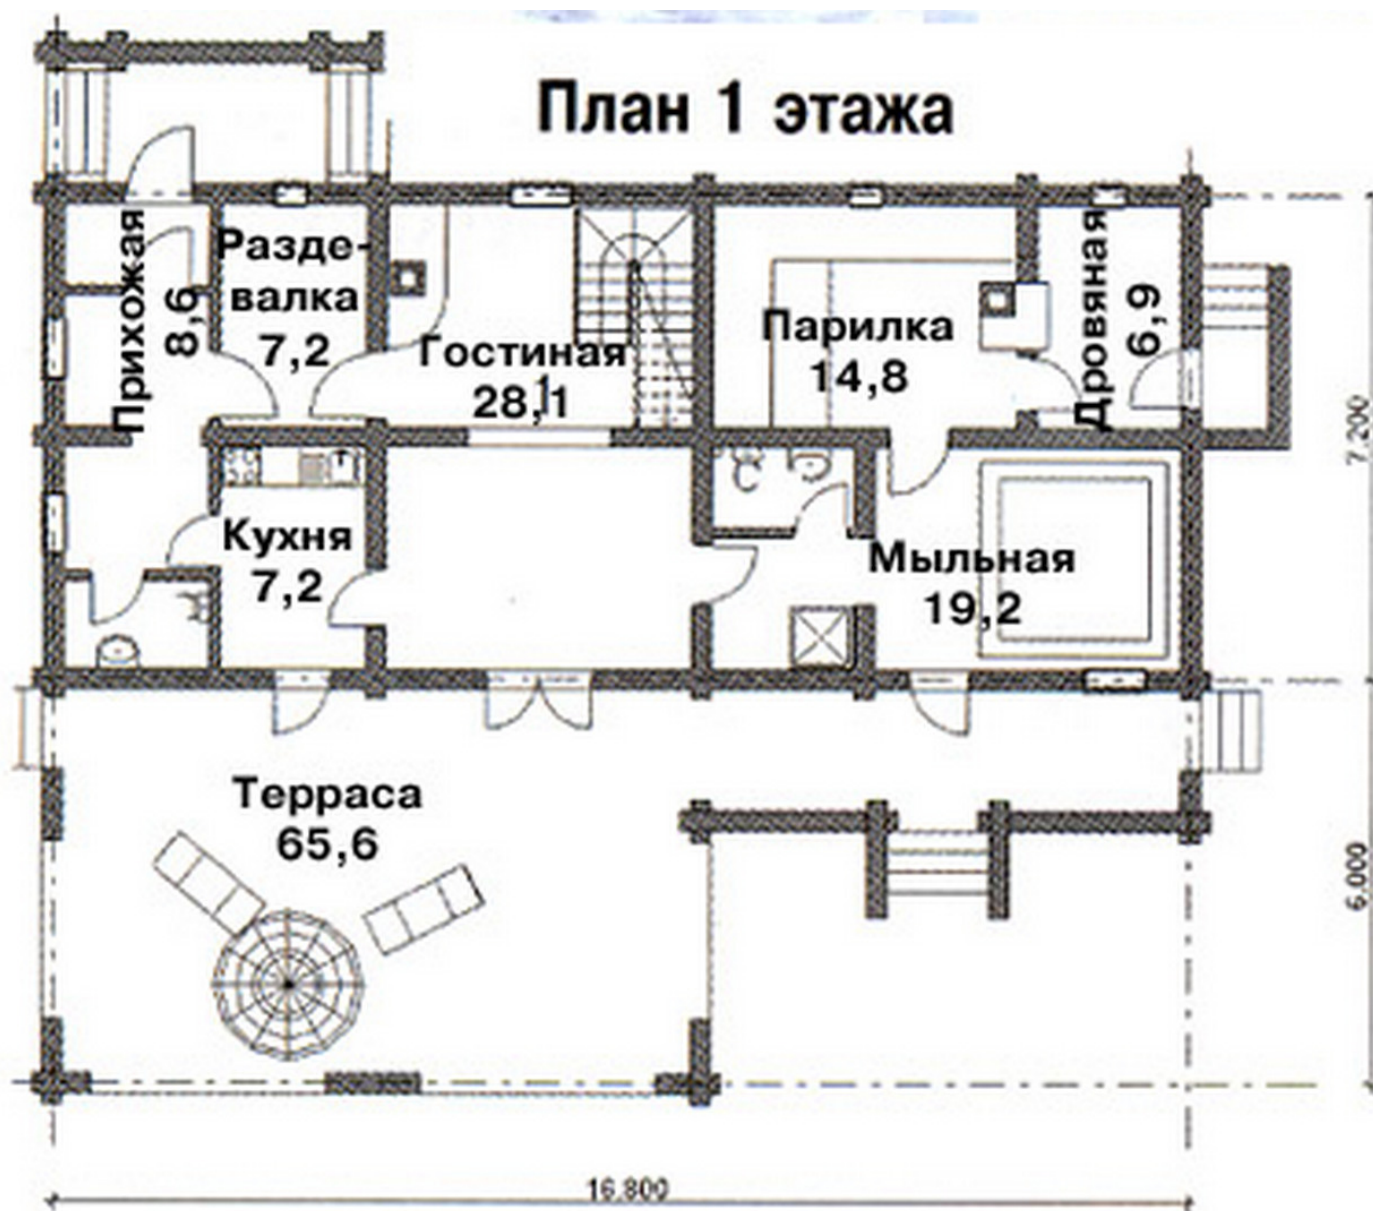 План 1 этажа
Прихожая
8,6
Разде-
валка
7,2
Гостиная
28,1
Парилка
14,8
Дровяная
6,9
Кухня
7,2
Мыльная
19,2
Терраса
65,6
7.200
6.000
16.800